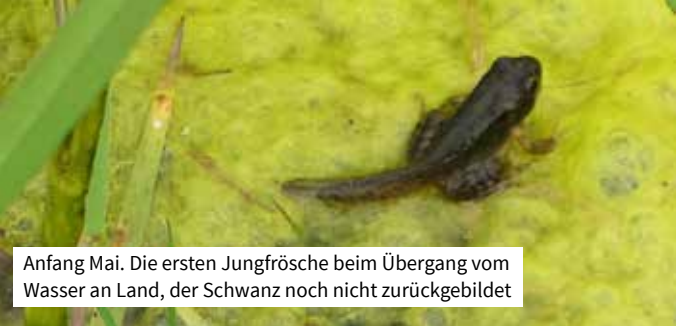 Anfang Mai. Die ersten Jungfrösche beim Übergang vom
Wasser an Land, der Schwanz noch nicht zurückgebildet